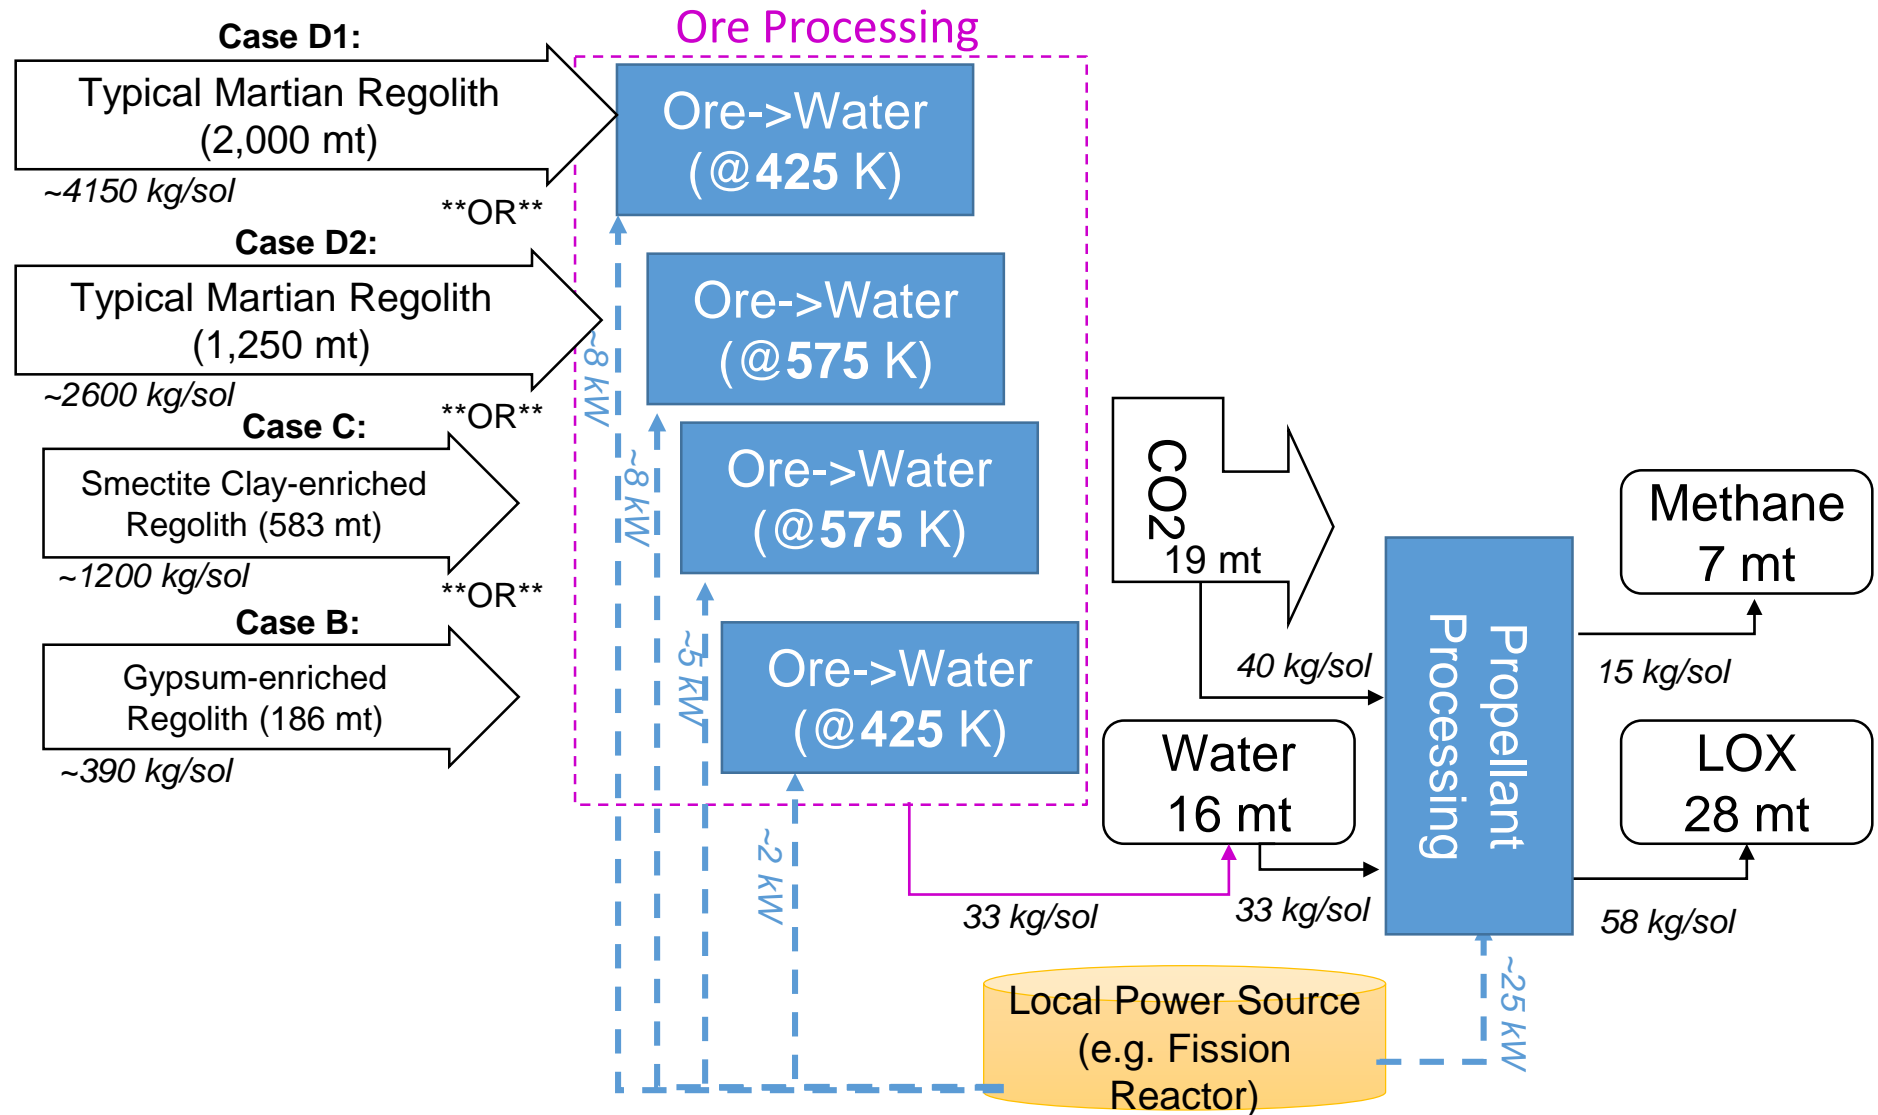 Ore Processing
Case D1:
Typical Martian Regolith
(2,000 mt)
~4150 kg/sol
**OR**
Ore->Water
(@425 K)
Case D2:
Typical Martian Regolith
(1,250 mt)
~2600 kg/sol
**OR**
Ore->Water
(@575 K)
~8 kW
Case C:
Smectite Clay-enriched
Regolith (583 mt)
~1200 kg/sol
**OR**
Ore->Water
(@575 K)
~8 kW
Case B:
Gypsum-enriched
Regolith (186 mt)
~390 kg/sol
Ore->Water
(@425 K)
~5 kW
~2 kW
33 kg/sol
CO2
19 mt
40 kg/sol
Water
16 mt
33 kg/sol
Propellant
Processing
Methane
7 mt
15 kg/sol
LOX
28 mt
58 kg/sol
~25 kW
Local Power Source
(e.g. Fission
Reactor)